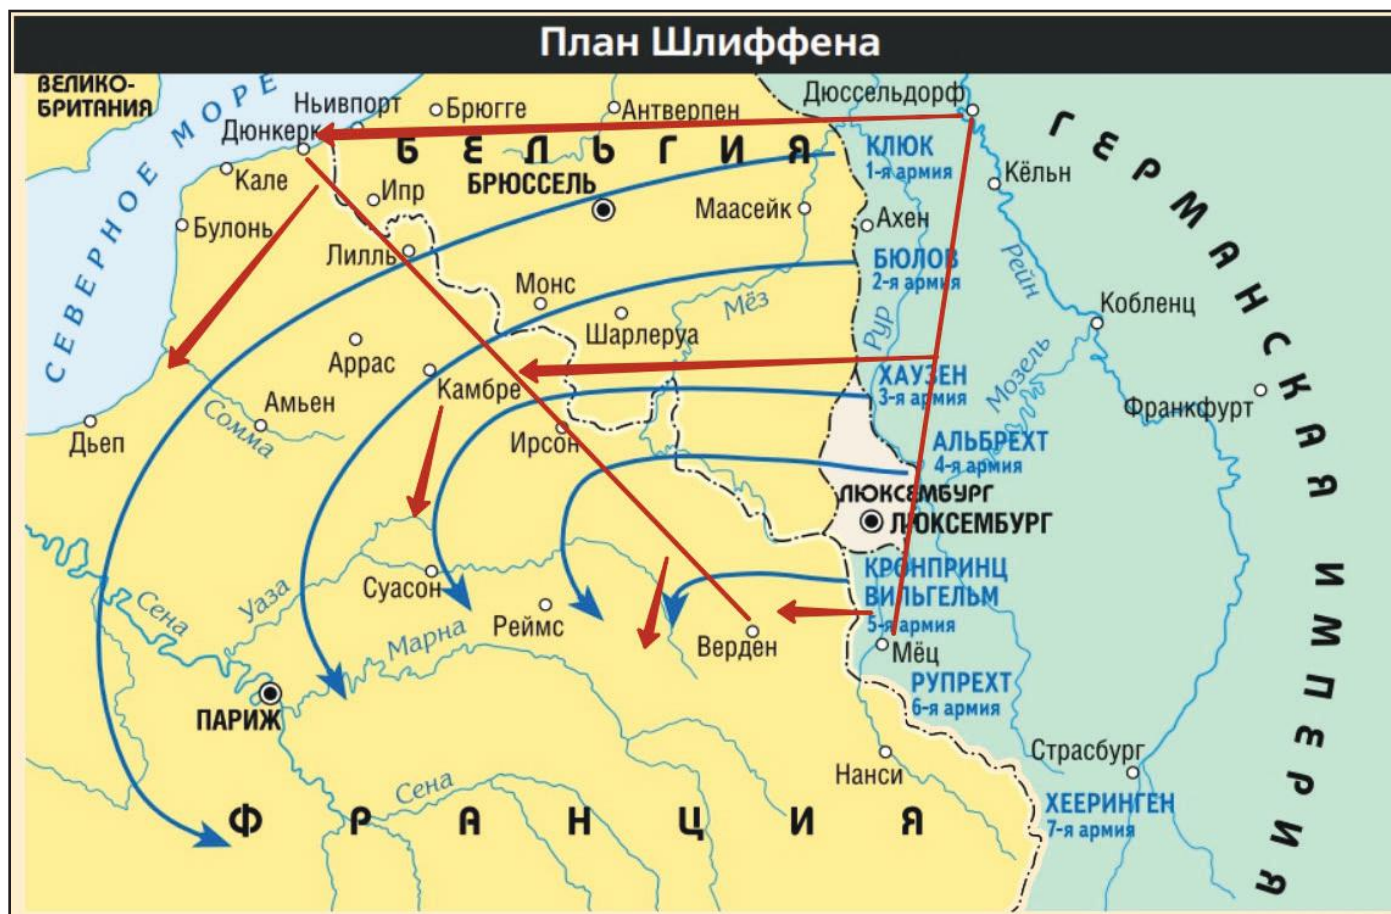 План Шлиффена
ВЕЛИКО-
БРИТАНИЯ
СЕВЕРНОЕ МОРЕ
Ньивпорт
Брюгге
Антверпен
Дюссельдорф
Дюнкерк
БЕЛЬГИЯ
КЛЮК
1-я армия
ГЕРМАНСКАЯ ИМПЕРИЯ
Кале
Ипр
БРЮССЕЛЬ
Кёльн
Маасейк
Ахен
Булонь
Лилль
БЮЛОВ
2-я армия
Рейн
Монс
Мёз
Кобленц
Шарлеруа
Рур
Аррас
Камбре
ХАУЗЕН
3-я армия
Мозель
Франкфурт
Амьен
Сомма
Дьеп
Ирсон
АЛЬБРЕХТ
4-я армия
ЛЮКСЕМБУРГ
ЛЮКСЕМБУРГ
Суасон
Уаза
Сена
КРОНПРИНЦ
ВИЛЬГЕЛЬМ
5-я армия
Реймс
Марна
Верден
Мёц
ПАРИЖ
РУПРЕХТ
6-я армия
Нанси
Страсбург
Сена
ХЕЕРИНГЕН
7-я армия
ФРАНЦИЯ